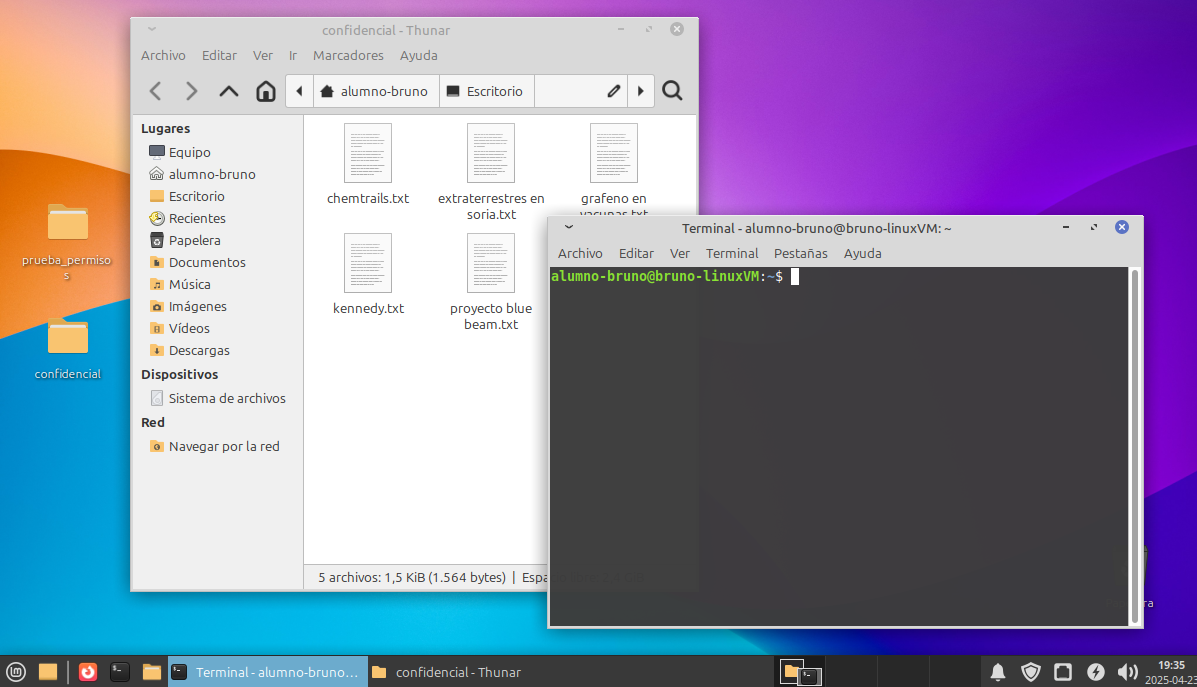 confidencial - Thunar
Archivo Editar Ver Ir Marcadores Ayuda
alumno-bruno Escritorio
Lugares
Equipo
alumno-bruno
Escritorio
Recientes
Papelera
Documentos
Música
Imágenes
Vídeos
Descargas
Dispositivos
Sistema de archivos
Red
Navegar por la red
chemtrails.txt
extraterrestres en
soria.txt
grafeno en
vacunas.txt
kennedy.txt
proyecto blue
beam.txt
5 archivos: 1,5 KiB (1.564 bytes) | Espa
Terminal - alumno-bruno@bruno-linuxVM: ~
Archivo Editar Ver Terminal Pestañas Ayuda
alumno-bruno@bruno-linuxVM:~$
prueba_permiso
s
confidencial
Terminal - alumno-bruno...
confidencial - Thunar
19:35
2025-04-23